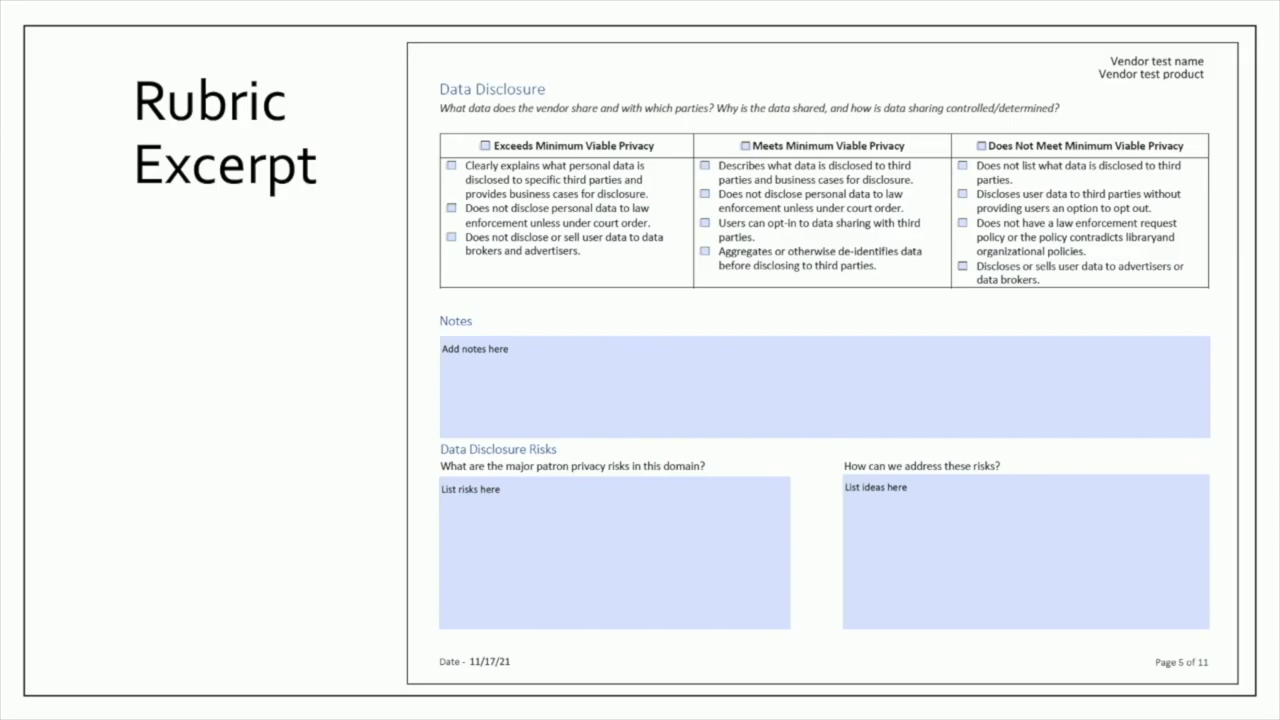 Rubric
Excerpt
Vendor test name
Vendor test product
Data Disclosure
What data does the vendor share and with which parties? Why is the data shared, and how is data sharing controlled/determined?
Exceeds Minimum Viable Privacy
Clearly explains what personal data is
disclosed to specific third parties and
provides business cases for disclosure.
Does not disclose personal data to law
enforcement unless under court order.
Does not disclose or sell user data to data
brokers and advertisers.
Meets Minimum Viable Privacy
Describes what data is disclosed to third
parties and business cases for disclosure.
Does not disclose personal data to law
enforcement unless under court order.
Users can opt-in to data sharing with third
parties.
Aggregates or otherwise de-identifies data
before disclosing to third parties.
Does Not Meet Minimum Viable Privacy
Does not list what data is disclosed to third
parties.
Discloses user data to third parties without
providing users an option to opt out.
Does not have a law enforcement request
policy or the policy contradicts libraryand
organizational policies.
Discloses or sells user data to advertisers or
data brokers.
Notes
Add notes here
Data Disclosure Risks
What are the major patron privacy risks in this domain?
List risks here
How can we address these risks?
List ideas here
Date - 11/17/21
Page 5 of 11